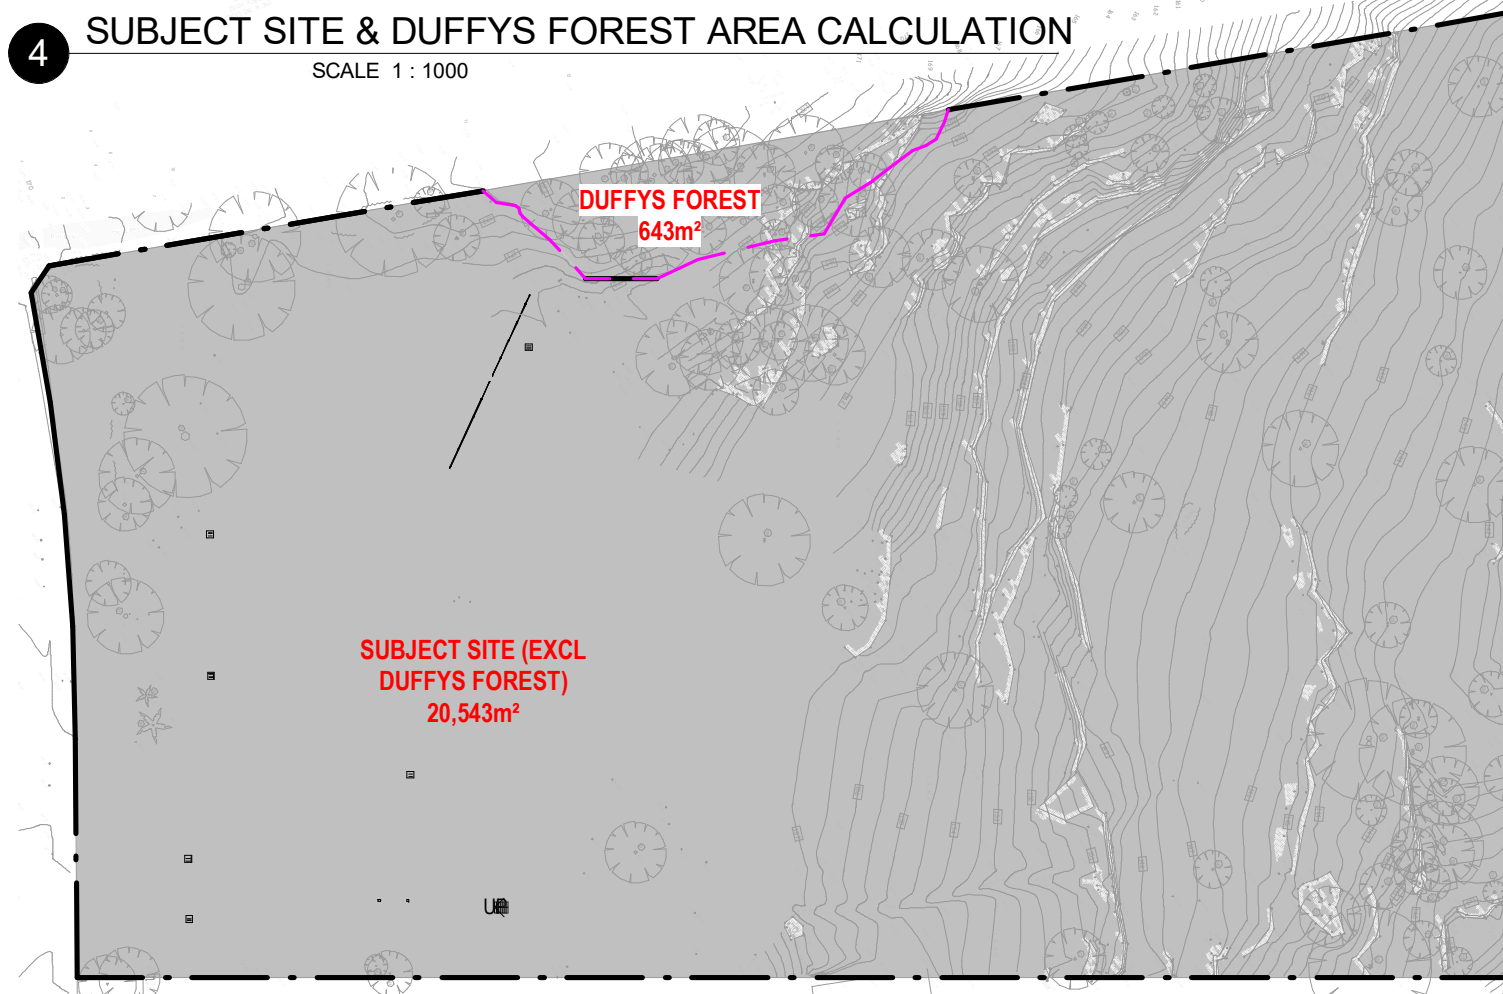 4
SUBJECT SITE & DUFFYS FOREST AREA CALCULATION
SCALE 1 : 1000
DUFFYS FOREST
643m²
SUBJECT SITE (EXCL
DUFFYS FOREST)
20,543m²